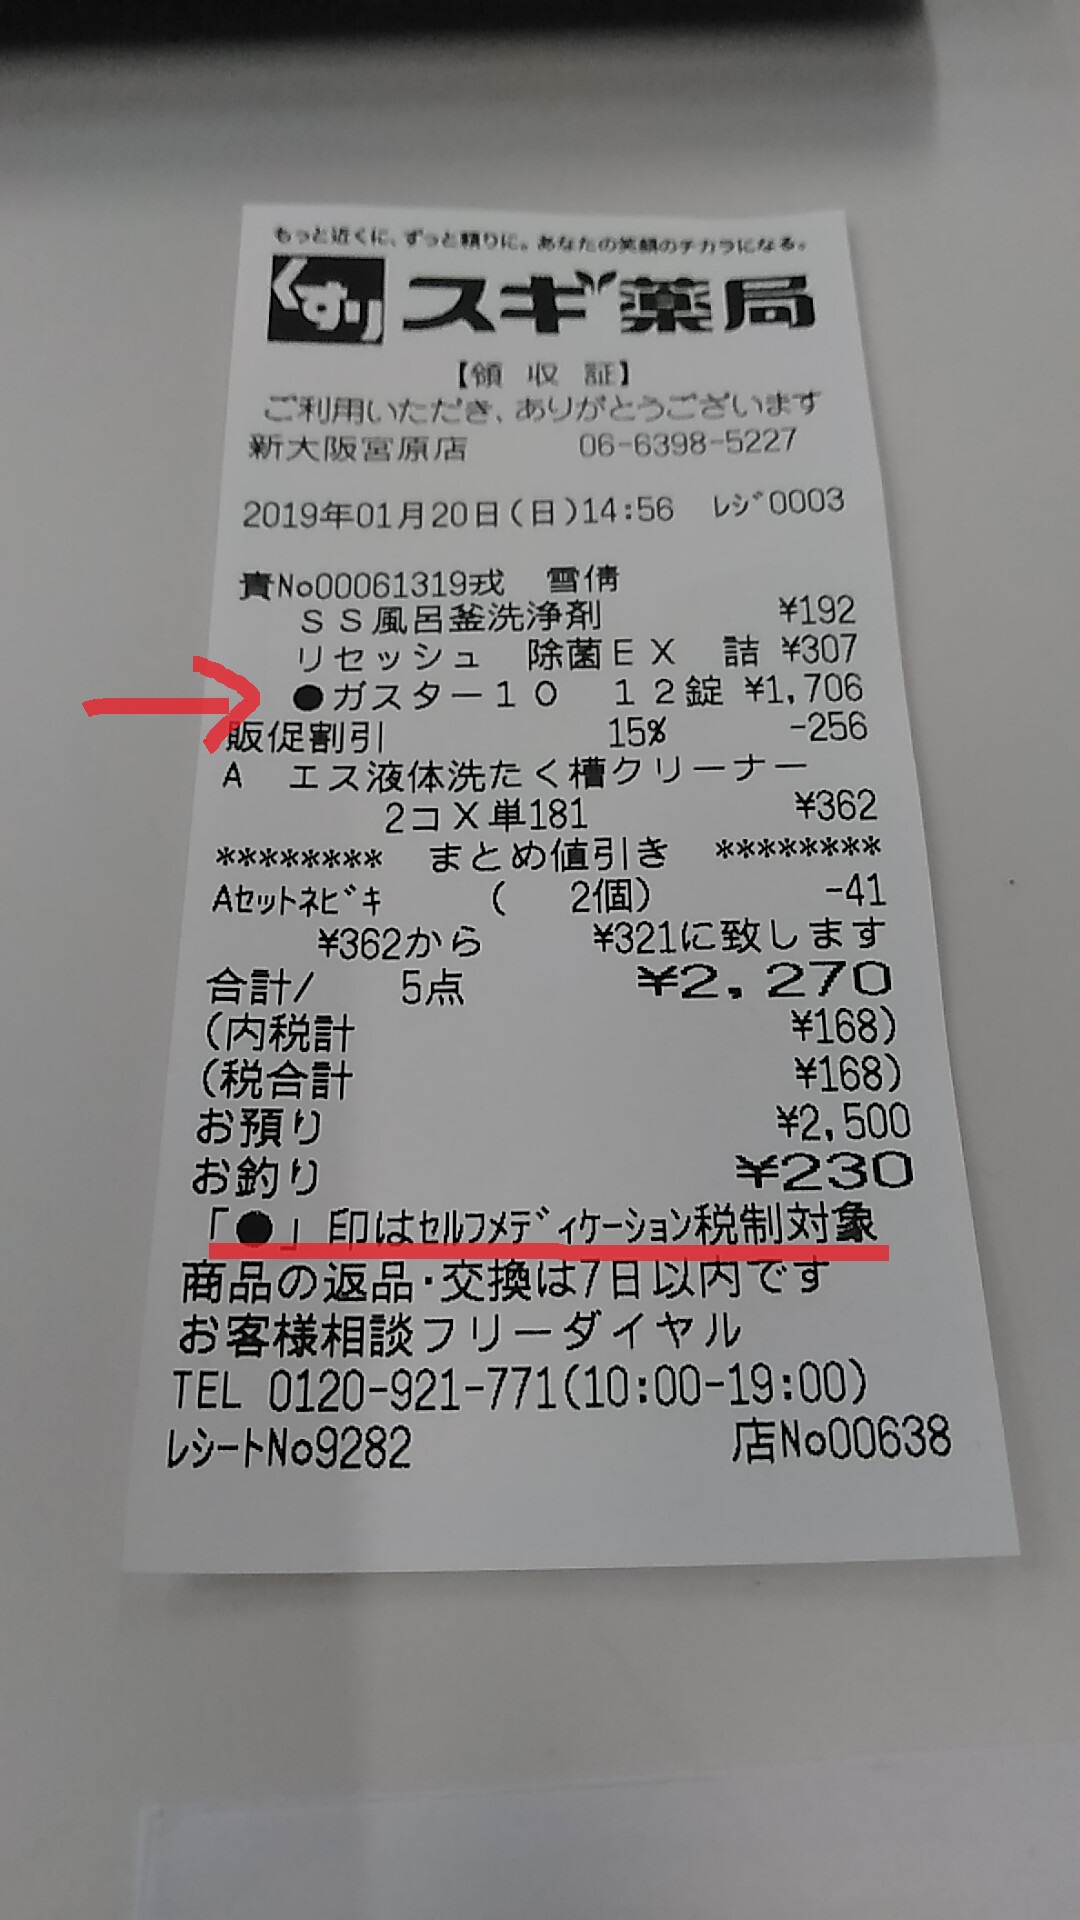 もっと近くに、ずっと頼りに。あなたの笑顔のチカラになる。
くすり スギ薬局
【領 収 証】
ご利用いただき、ありがとうございます
新大阪宮原店 06-6398-5227
2019年01月20日(日)14:56 ﾚｼﾞ0003
責No00061319戎 雪倩
ＳＳ風呂釜洗浄剤 ¥192
リセッシュ 除菌ＥＸ 詰 ¥307
●ガスター１０ １２錠 ¥1,706
販促割引 15% -256
A エス液体洗たく槽クリーナー
2コX単181 ¥362
******** まとめ値引き ********
Aｾｯﾄﾈﾋﾞｷ ( 2個) -41
¥362から ¥321に致します
合計/ 5点 ¥2,270
(内税計 ¥168)
(税合計 ¥168)
お預り ¥2,500
お釣り ¥230
「●」印はｾﾙﾌﾒﾃﾞｨｹｰｼｮﾝ税制対象
商品の返品・交換は7日以内です
お客様相談フリーダイヤル
TEL 0120-921-771(10:00-19:00)
ﾚｼｰﾄNo9282 店No00638